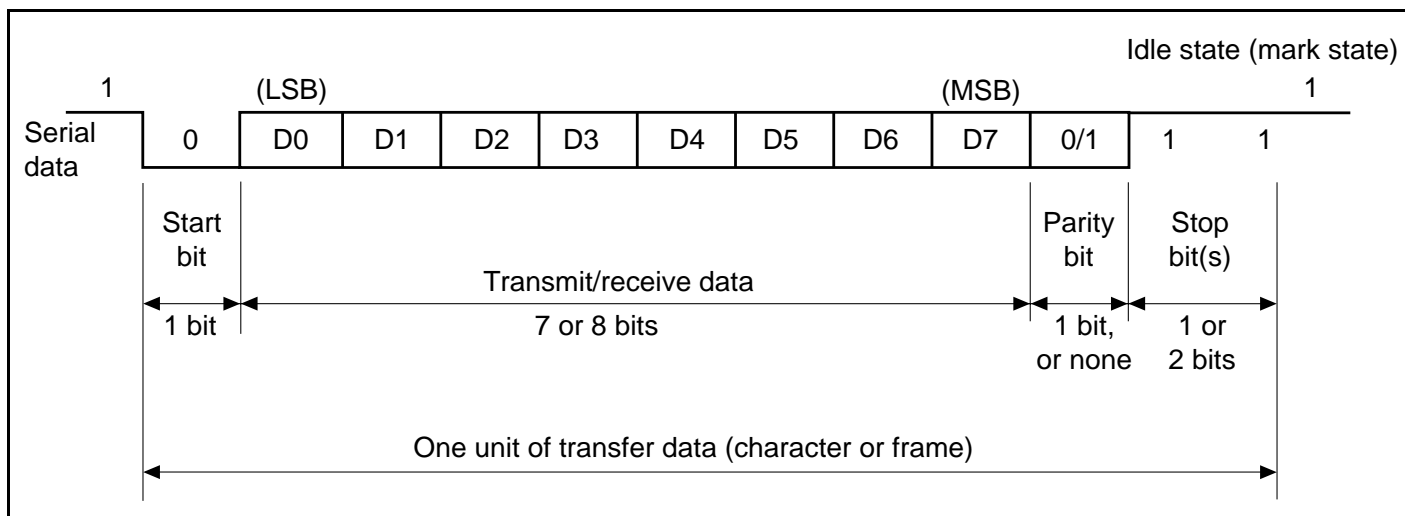 Idle state (mark state)
1 (LSB) (MSB) 1
Serial data
0 D0 D1 D2 D3 D4 D5 D6 D7 0/1 1 1
Start
bit
Parity
bit
Stop
bit(s)
Transmit/receive data
1 bit
7 or 8 bits
1 bit,
or none
1 or
2 bits
One unit of transfer data (character or frame)